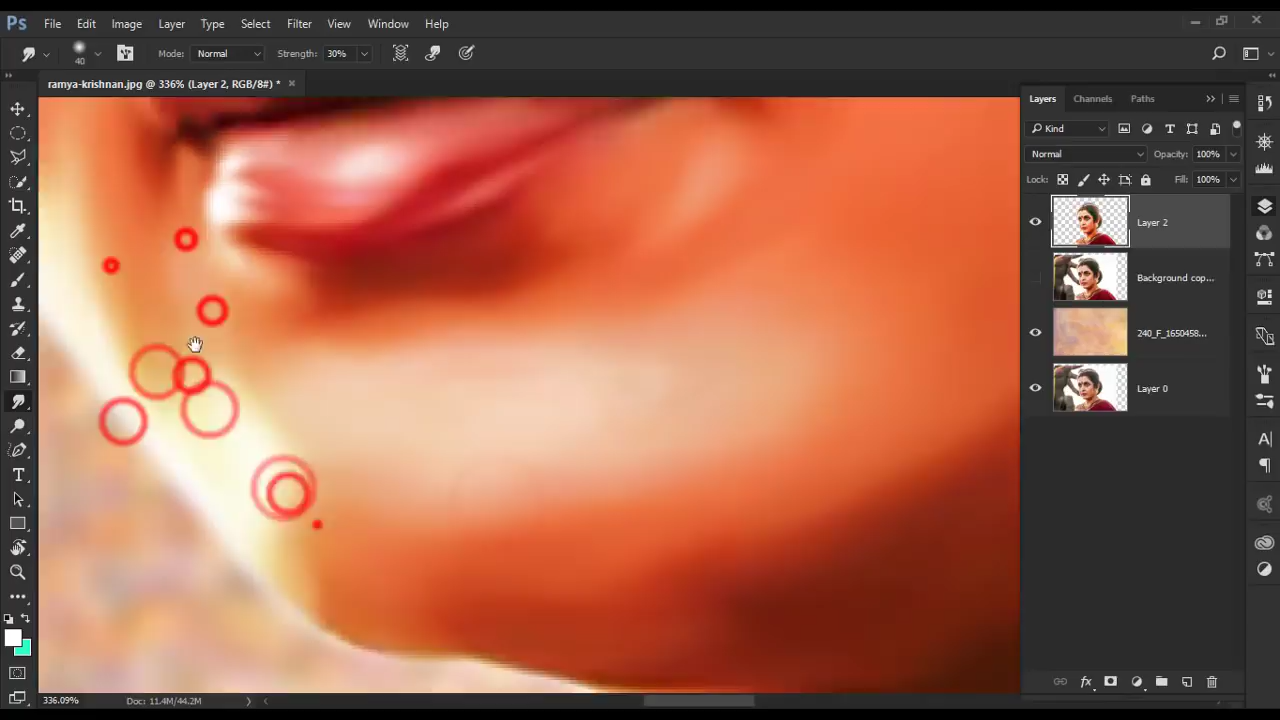 Ps File Edit Image Layer Type Select Filter View Window Help
40 Mode: Normal Strength: 30%
ramya-krishnan.jpg @ 336% (Layer 2, RGB/8#) * ×
Layers Channels Paths
Kind
Normal Opacity: 100%
Lock: Fill: 100%
Layer 2
Background cop...
240_F_1650458...
Layer 0
336.09% Doc: 11.4M/44.2M